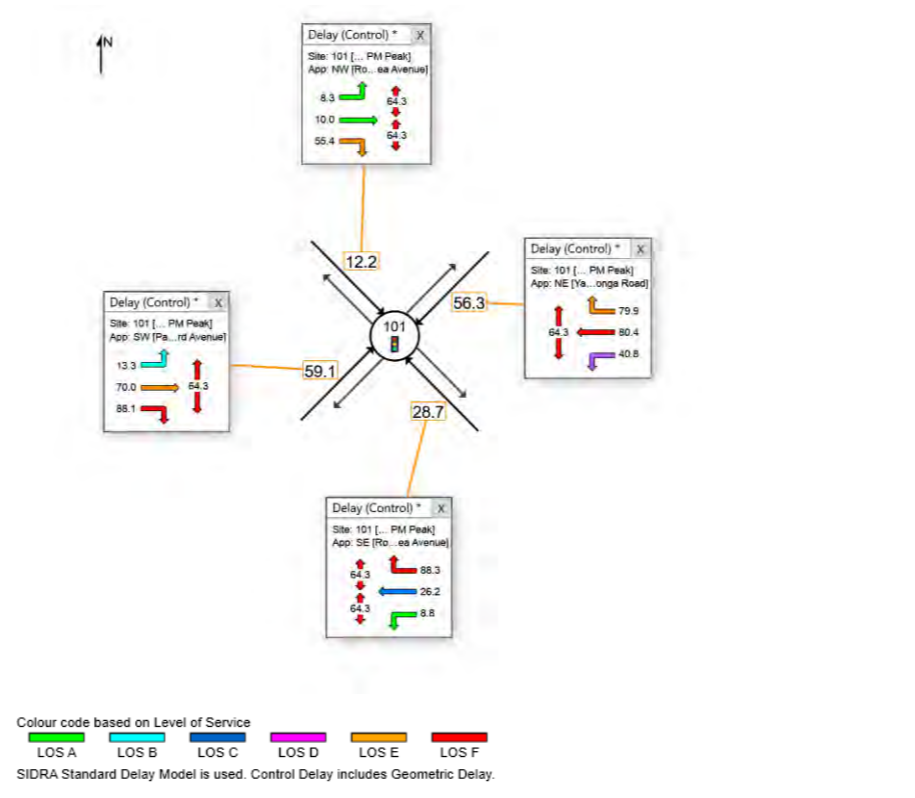 N
Delay (Control) * X
Site: 101 [... PM Peak]
App: NW [Ro...ea Avenue]
8.3
64.3
10.0
64.3
55.4
12.2
Delay (Control) * X
Site: 101 [... PM Peak]
App: NE [Ya...onga Road]
79.9
64.3 80.4
40.8
56.3
101
Delay (Control) * X
Site: 101 [... PM Peak]
App: SW [Pa...rd Avenue]
13.3
70.0 64.3
88.1
59.1
28.7
Delay (Control) * X
Site: 101 [... PM Peak]
App: SE [Ro...ea Avenue]
64.3 88.3
26.2
64.3 8.8
Colour code based on Level of Service
LOS A LOS B LOS C LOS D LOS E LOS F
SIDRA Standard Delay Model is used. Control Delay includes Geometric Delay.